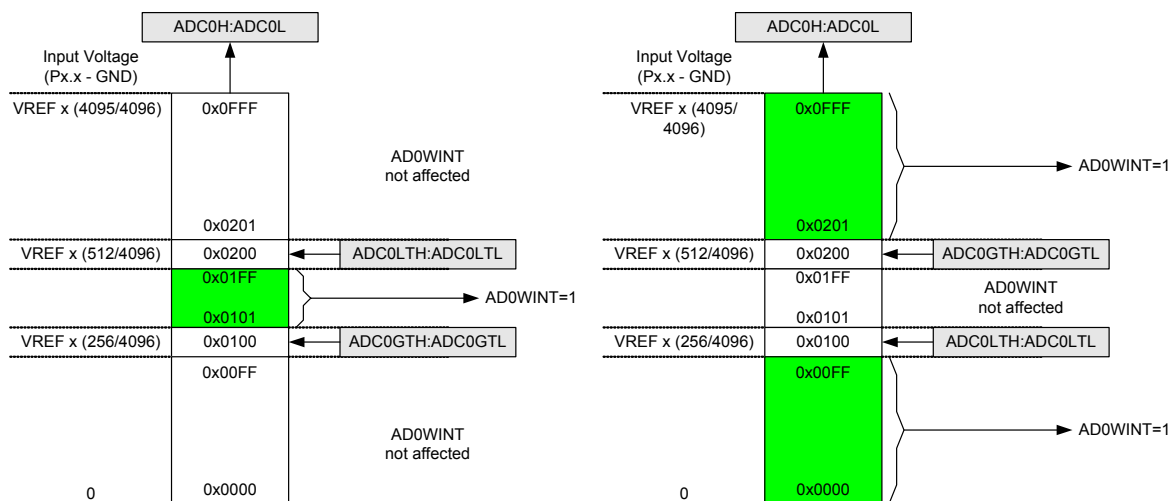 ADC0H:ADC0L
Input Voltage
(Px.x - GND)
VREF x (4095/4096)
0x0FFF
AD0WINT
not affected
0x0201
VREF x (512/4096)
0x0200
ADC0LTH:ADC0LTL
0x01FF
AD0WINT=1
0x0101
VREF x (256/4096)
0x0100
ADC0GTH:ADC0GTL
0x00FF
AD0WINT
not affected
0
0x0000
ADC0H:ADC0L
Input Voltage
(Px.x - GND)
VREF x (4095/
4096)
0x0FFF
AD0WINT=1
0x0201
VREF x (512/4096)
0x0200
ADC0GTH:ADC0GTL
0x01FF
AD0WINT
not affected
0x0101
VREF x (256/4096)
0x0100
ADC0LTH:ADC0LTL
0x00FF
AD0WINT=1
0
0x0000